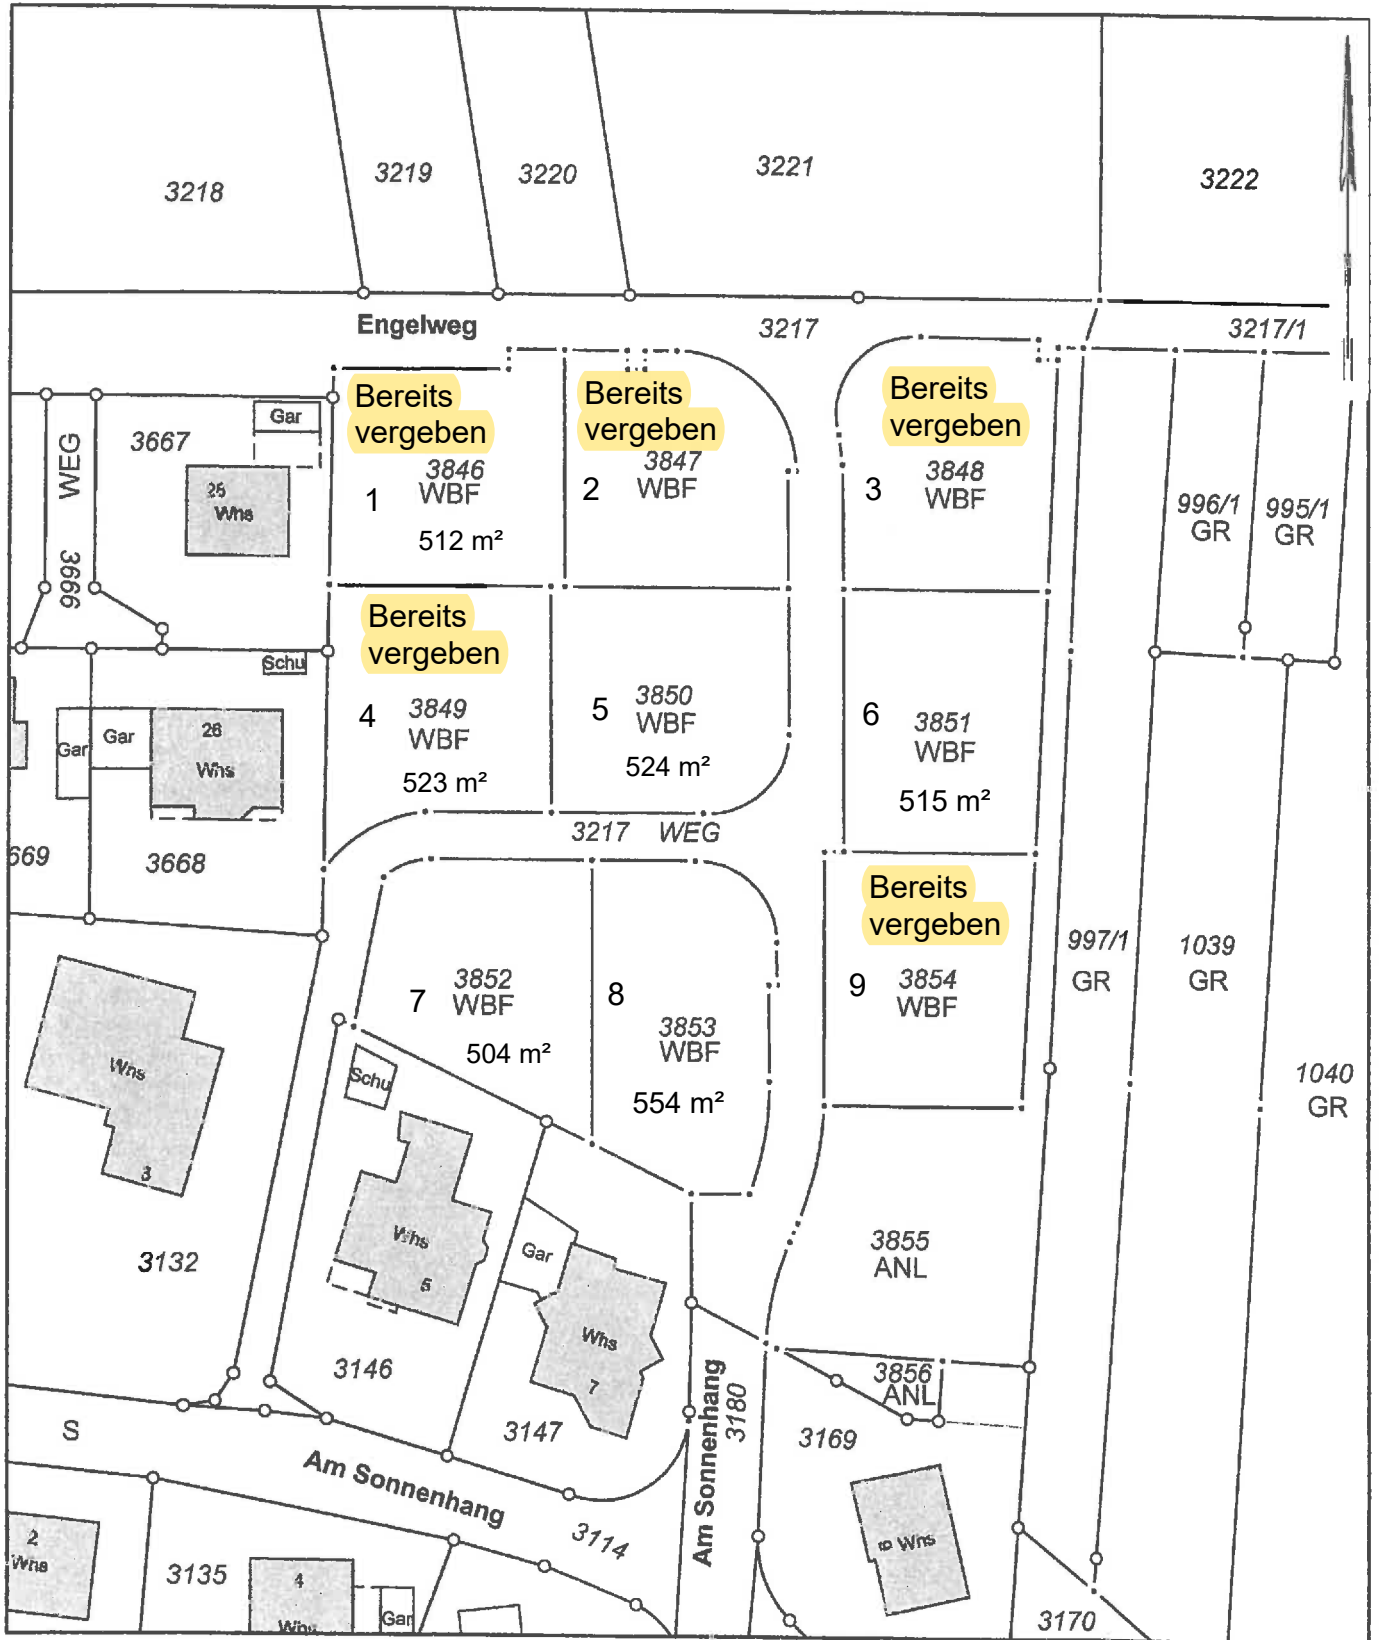 3218
3219
3220
3221
3222
Engelweg
3217
3217/1
Bereits
vergeben
3846
WBF
1
512 m²
Bereits
vergeben
3847
WBF
2
Bereits
vergeben
3848
WBF
3
WEG
3666
3667
Gar
25
Whs
996/1
GR
995/1
GR
Schu
Bereits
vergeben
4
3849
WBF
523 m²
5
3850
WBF
524 m²
6
3851
WBF
515 m²
Gar
Gar
26
Whs
669
3668
3217 WEG
Bereits
vergeben
9
3854
WBF
997/1
GR
1039
GR
1040
GR
7
3852
WBF
504 m²
8
3853
WBF
554 m²
Whs
3
3132
Schu
Whs
5
3146
Gar
Whs
7
3147
3855
ANL
3856
ANL
3169
Am Sonnenhang
3180
S
Am Sonnenhang
3114
2
Whs
3135
4
Whs
Gar
Whs
3170